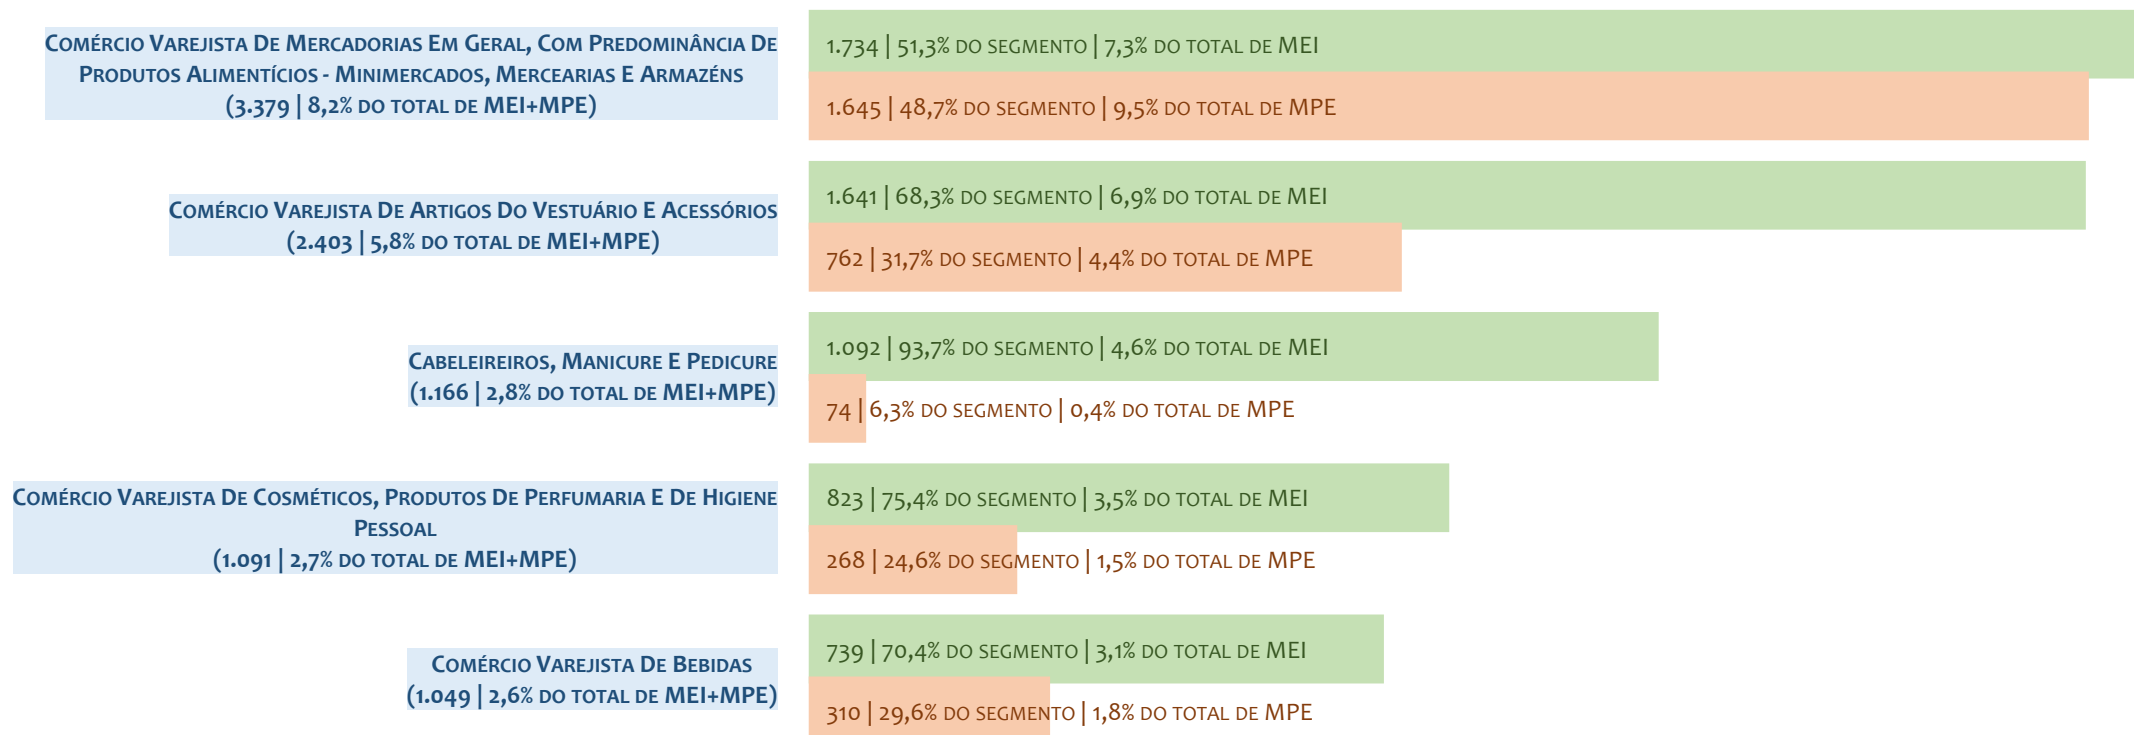 Comércio Varejista De Mercadorias Em Geral, Com Predominância De
Produtos Alimentícios - Minimercados, Mercearias E Armazéns
(3.379 | 8,2% do total de MEI+MPE)
1.734 | 51,3% do segmento | 7,3% do total de MEI
1.645 | 48,7% do segmento | 9,5% do total de MPE
Comércio Varejista De Artigos Do Vestuário E Acessórios
(2.403 | 5,8% do total de MEI+MPE)
1.641 | 68,3% do segmento | 6,9% do total de MEI
762 | 31,7% do segmento | 4,4% do total de MPE
Cabeleireiros, Manicure E Pedicure
(1.166 | 2,8% do total de MEI+MPE)
1.092 | 93,7% do segmento | 4,6% do total de MEI
74 | 6,3% do segmento | 0,4% do total de MPE
Comércio Varejista De Cosméticos, Produtos De Perfumaria E De Higiene
Pessoal
(1.091 | 2,7% do total de MEI+MPE)
823 | 75,4% do segmento | 3,5% do total de MEI
268 | 24,6% do segmento | 1,5% do total de MPE
Comércio Varejista De Bebidas
(1.049 | 2,6% do total de MEI+MPE)
739 | 70,4% do segmento | 3,1% do total de MEI
310 | 29,6% do segmento | 1,8% do total de MPE